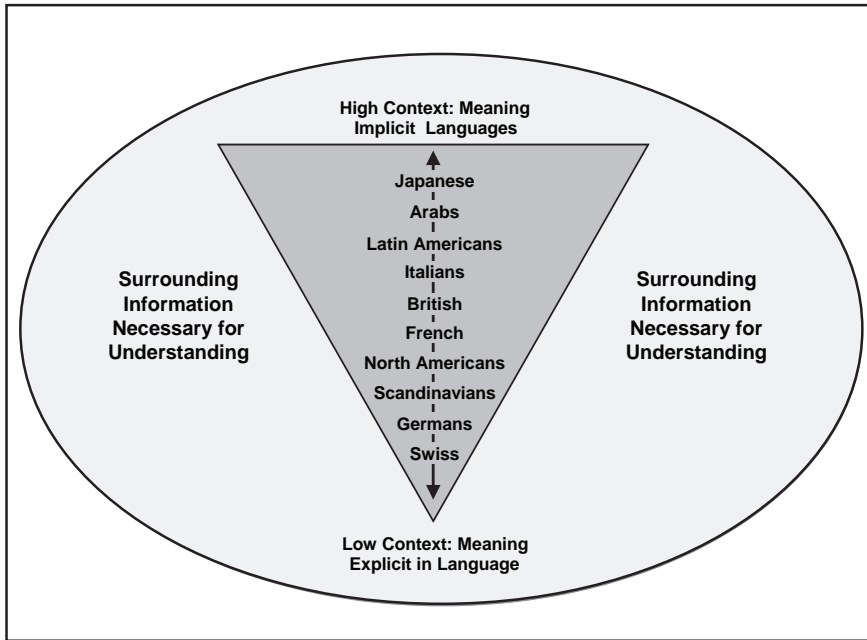 High Context: Meaning
Implicit Languages
Japanese
Arabs
Latin Americans
Italians
British
French
North Americans
Scandinavians
Germans
Swiss
Surrounding
Information
Necessary for
Understanding
Surrounding
Information
Necessary for
Understanding
Low Context: Meaning
Explicit in Language